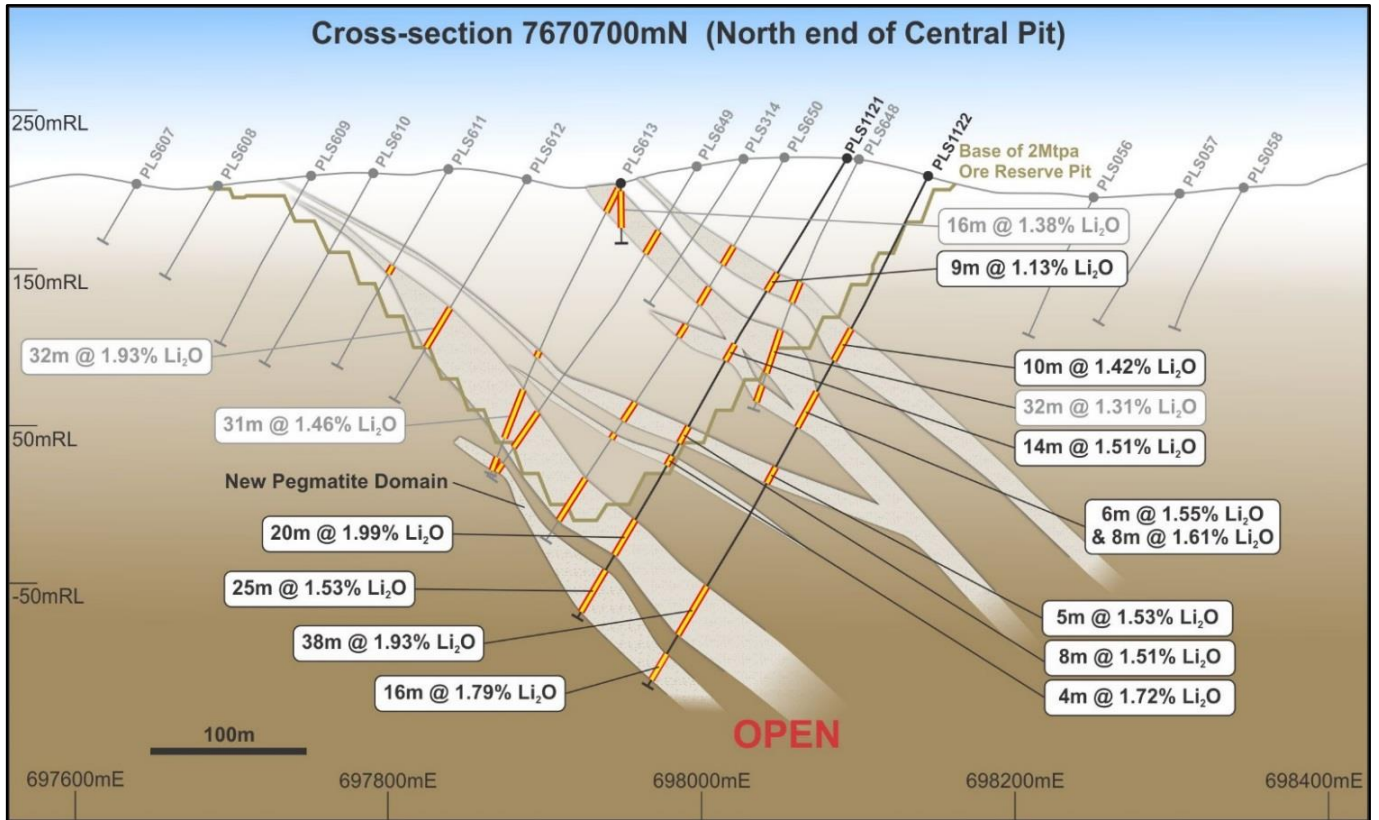 Cross-section 7670700mN (North end of Central Pit)
250mRL
150mRL
50mRL
-50mRL
PLS607
PLS608
PLS609
PLS610
PLS611
PLS612
PLS613
PLS649
PLS314
PLS650
PLS1121
PLS648
PLS1122
PLS056
PLS057
PLS058
Base of 2Mtpa
Ore Reserve Pit
16m @ 1.38% Li₂O
9m @ 1.13% Li₂O
32m @ 1.93% Li₂O
10m @ 1.42% Li₂O
32m @ 1.31% Li₂O
31m @ 1.46% Li₂O
14m @ 1.51% Li₂O
New Pegmatite Domain
6m @ 1.55% Li₂O
& 8m @ 1.61% Li₂O
20m @ 1.99% Li₂O
25m @ 1.53% Li₂O
5m @ 1.53% Li₂O
38m @ 1.93% Li₂O
8m @ 1.51% Li₂O
16m @ 1.79% Li₂O
4m @ 1.72% Li₂O
OPEN
100m
697600mE
697800mE
698000mE
698200mE
698400mE